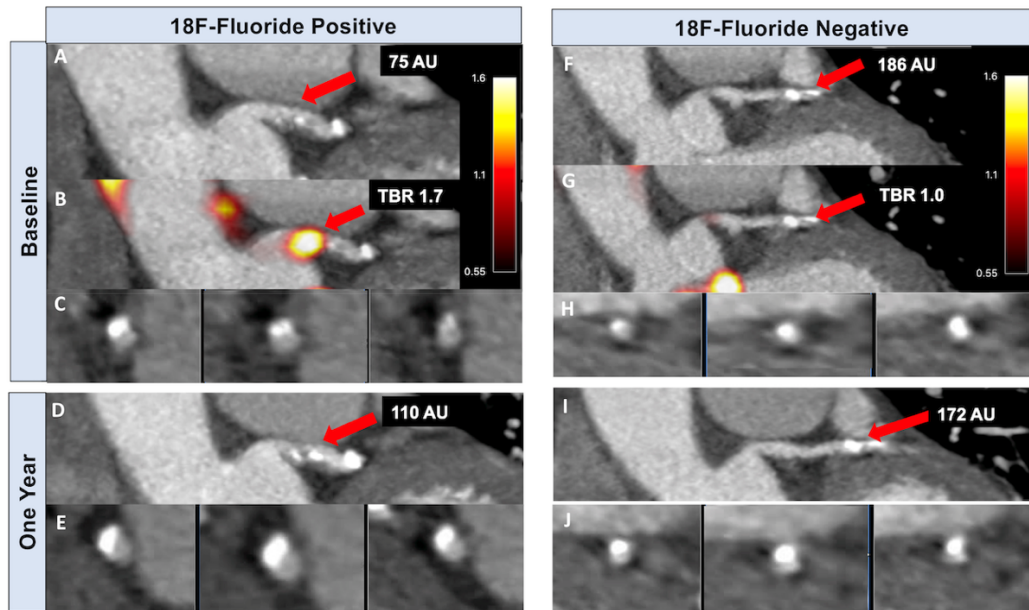 18F-Fluoride Positive
18F-Fluoride Negative
Baseline
A
75 AU
1.6
1.1
0.55
B
TBR 1.7
C
F
186 AU
1.6
1.1
0.55
G
TBR 1.0
H
One Year
D
110 AU
E
I
172 AU
J